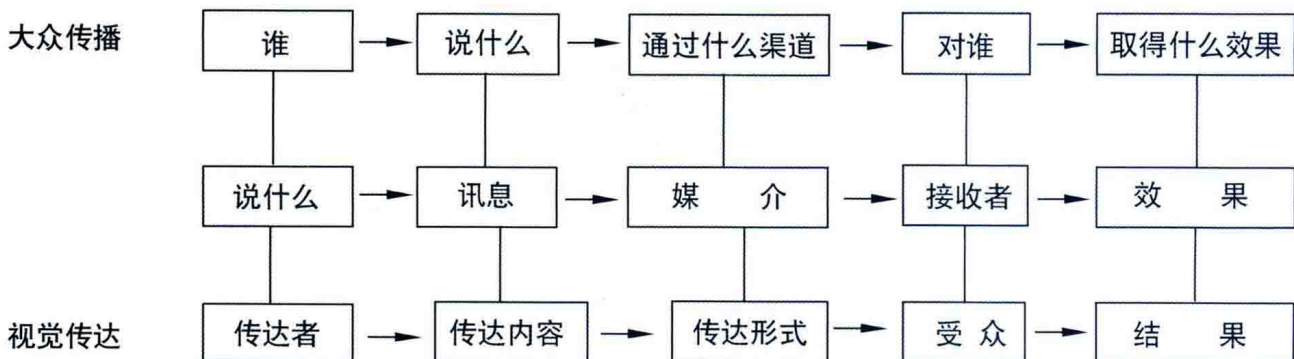 大众传播 谁 说什么 通过什么渠道 对谁 取得什么效果
说什么 讯息 媒 介 接收者 效 果
视觉传达 传达者 传达内容 传达形式 受 众 结 果